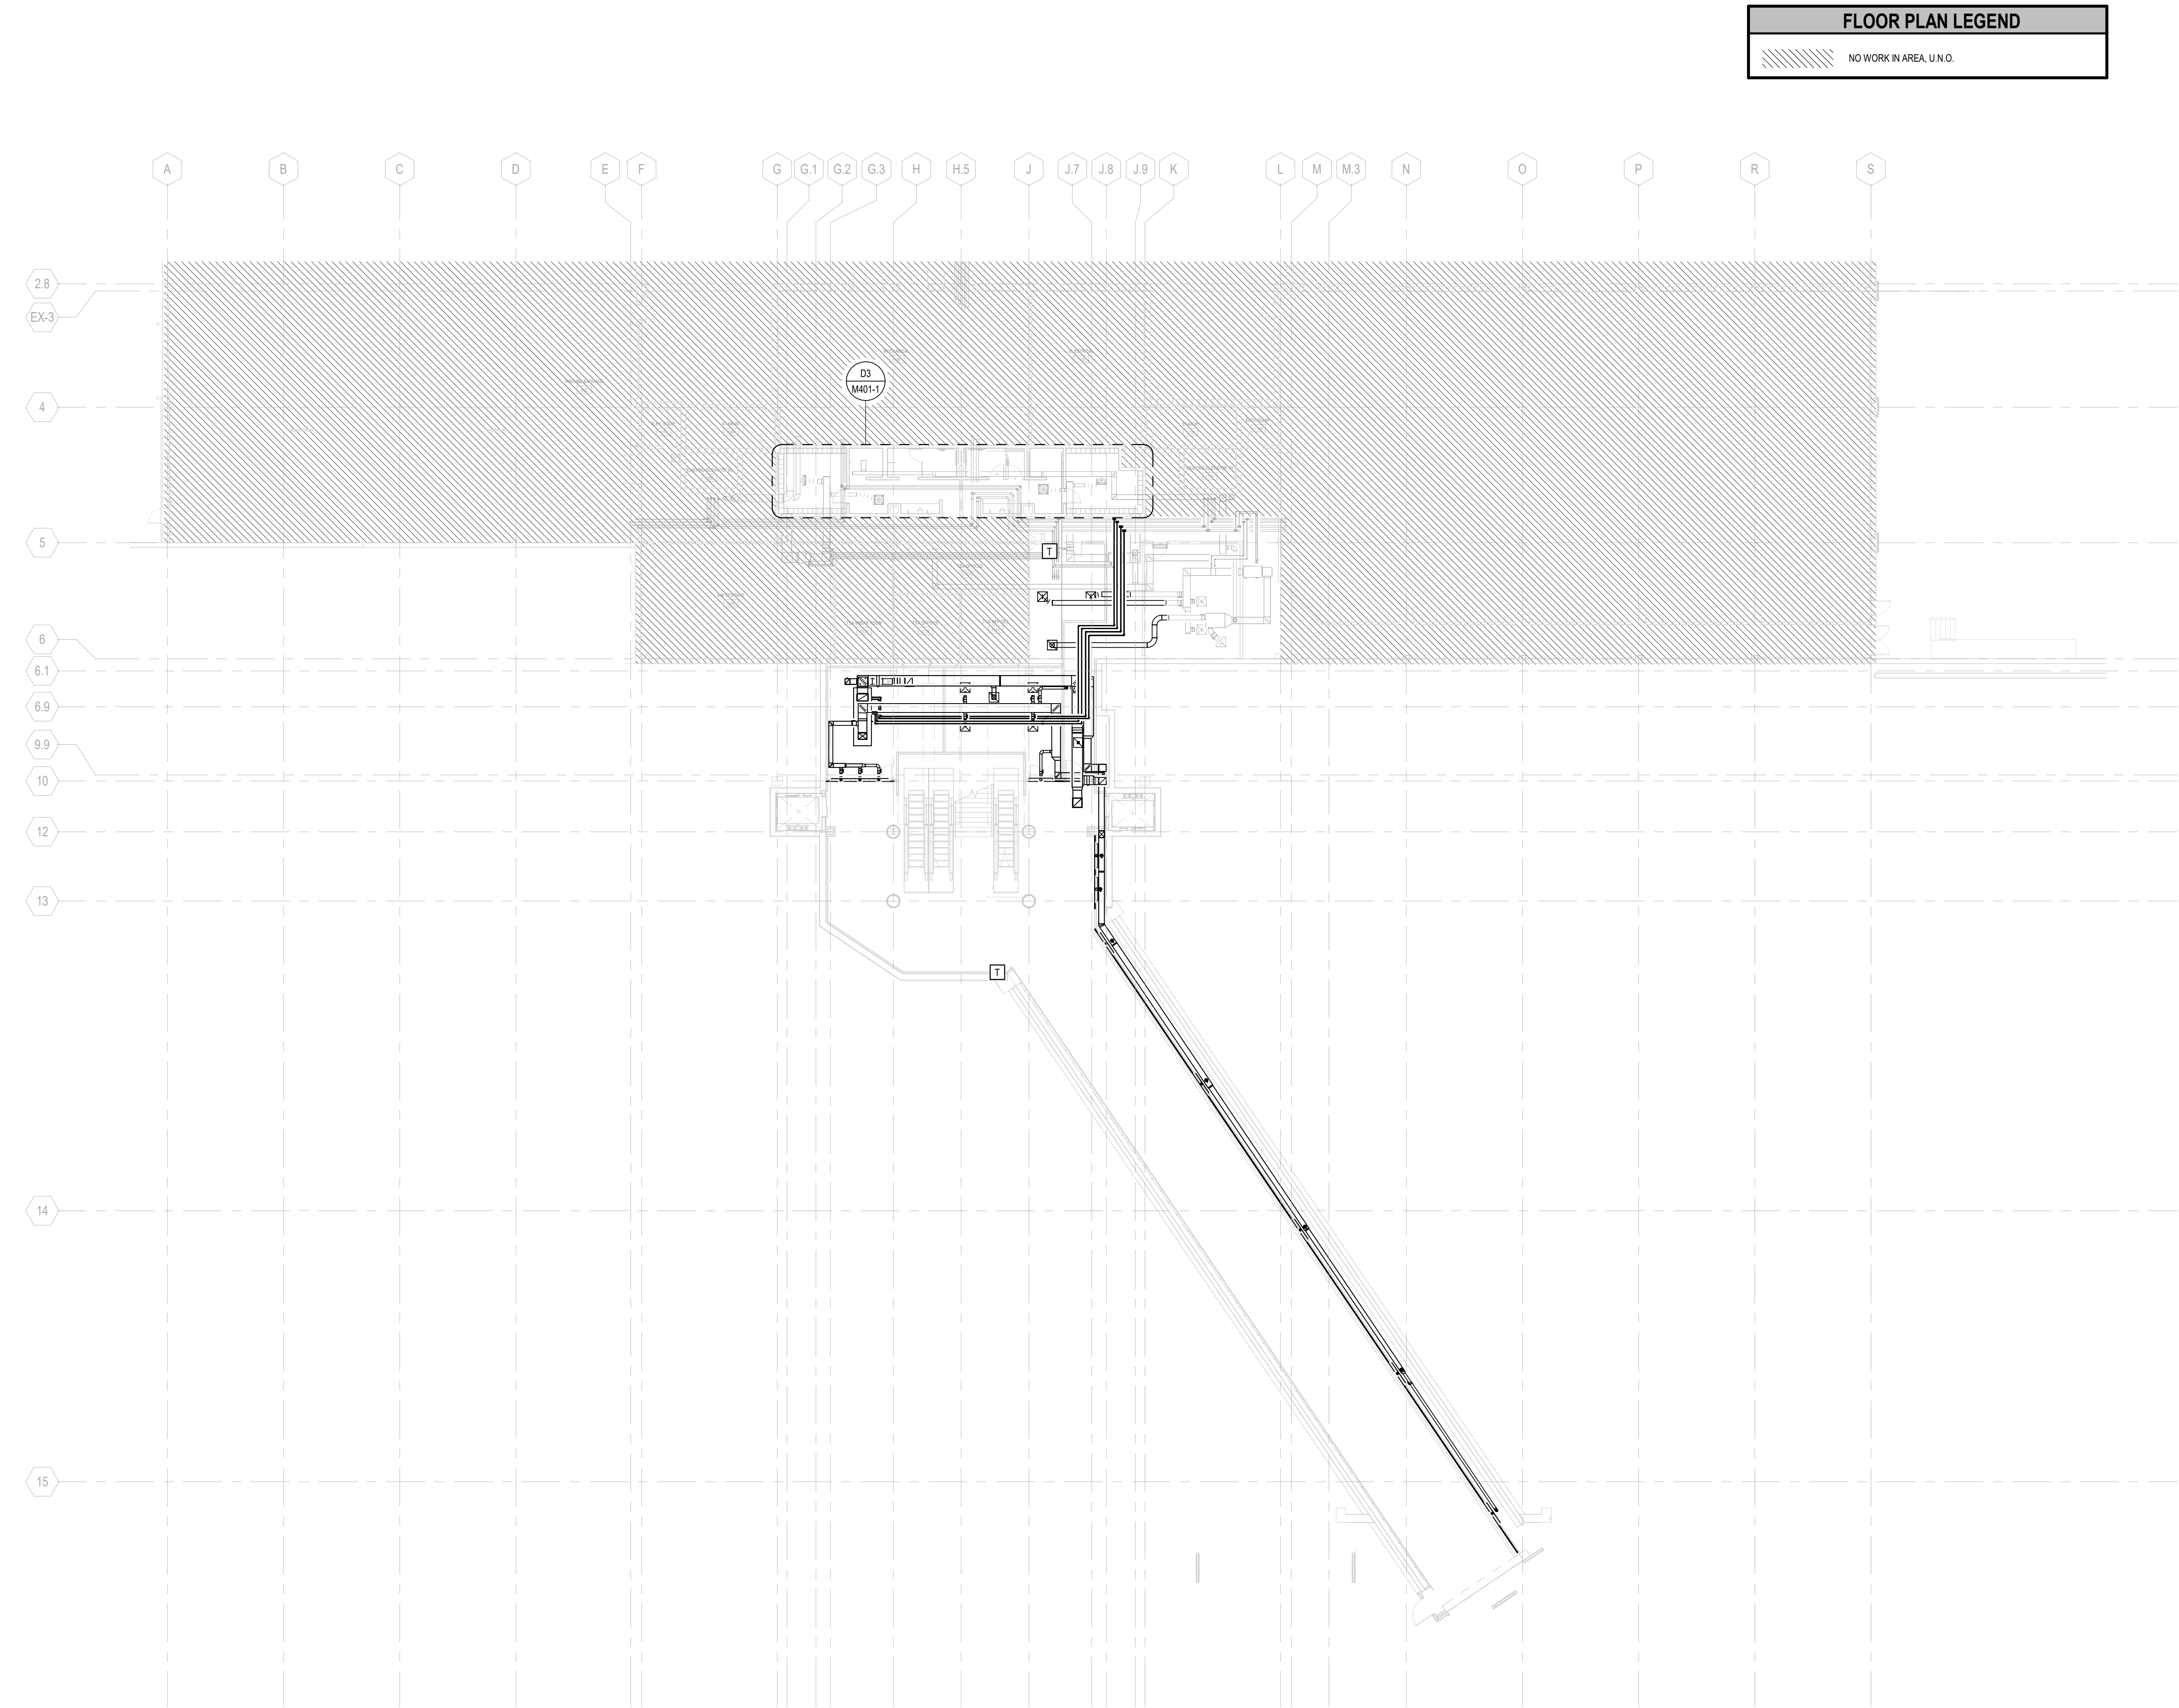 FLOOR PLAN LEGEND
NO WORK IN AREA, U.N.O.
A B C D E F G G.1 G.2 G.3 H H.5 J J.7 J.8 J.9 K L M M.3 N O P R S
2.8
EX-3
D3
M401-1
4
5
T
6
6.1
6.9
9.9
10
12
13
T
14
15